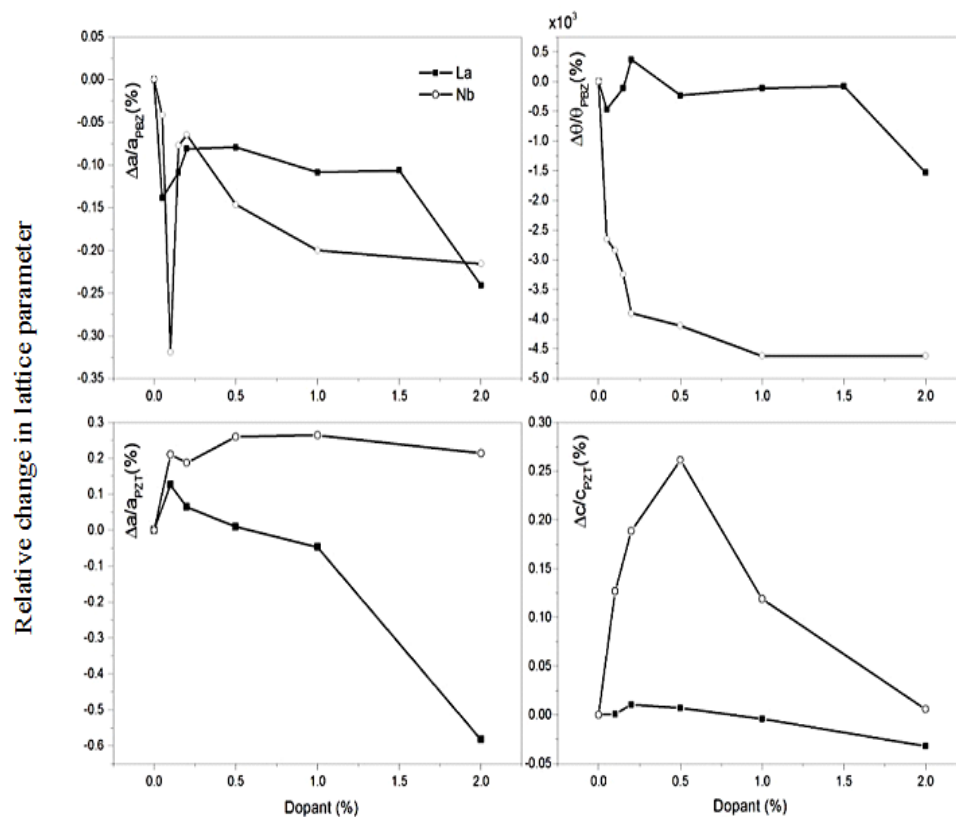 Relative change in lattice parameter
Δa/a_PBZ(%)
0.05
0.00
-0.05
-0.10
-0.15
-0.20
-0.25
-0.30
-0.35
La
Nb
0.0 0.5 1.0 1.5 2.0
x10³
Δθ/θ_PBZ(%)
0.5
0.0
-0.5
-1.0
-1.5
-2.0
-2.5
-3.0
-3.5
-4.0
-4.5
-5.0
0.0 0.5 1.0 1.5 2.0
Δa/a_PZT(%)
0.3
0.2
0.1
0.0
-0.1
-0.2
-0.3
-0.4
-0.5
-0.6
0.0 0.5 1.0 1.5 2.0
Dopant (%)
Δc/c_PZT(%)
0.30
0.25
0.20
0.15
0.10
0.05
0.00
-0.05
0.0 0.5 1.0 1.5 2.0
Dopant (%)